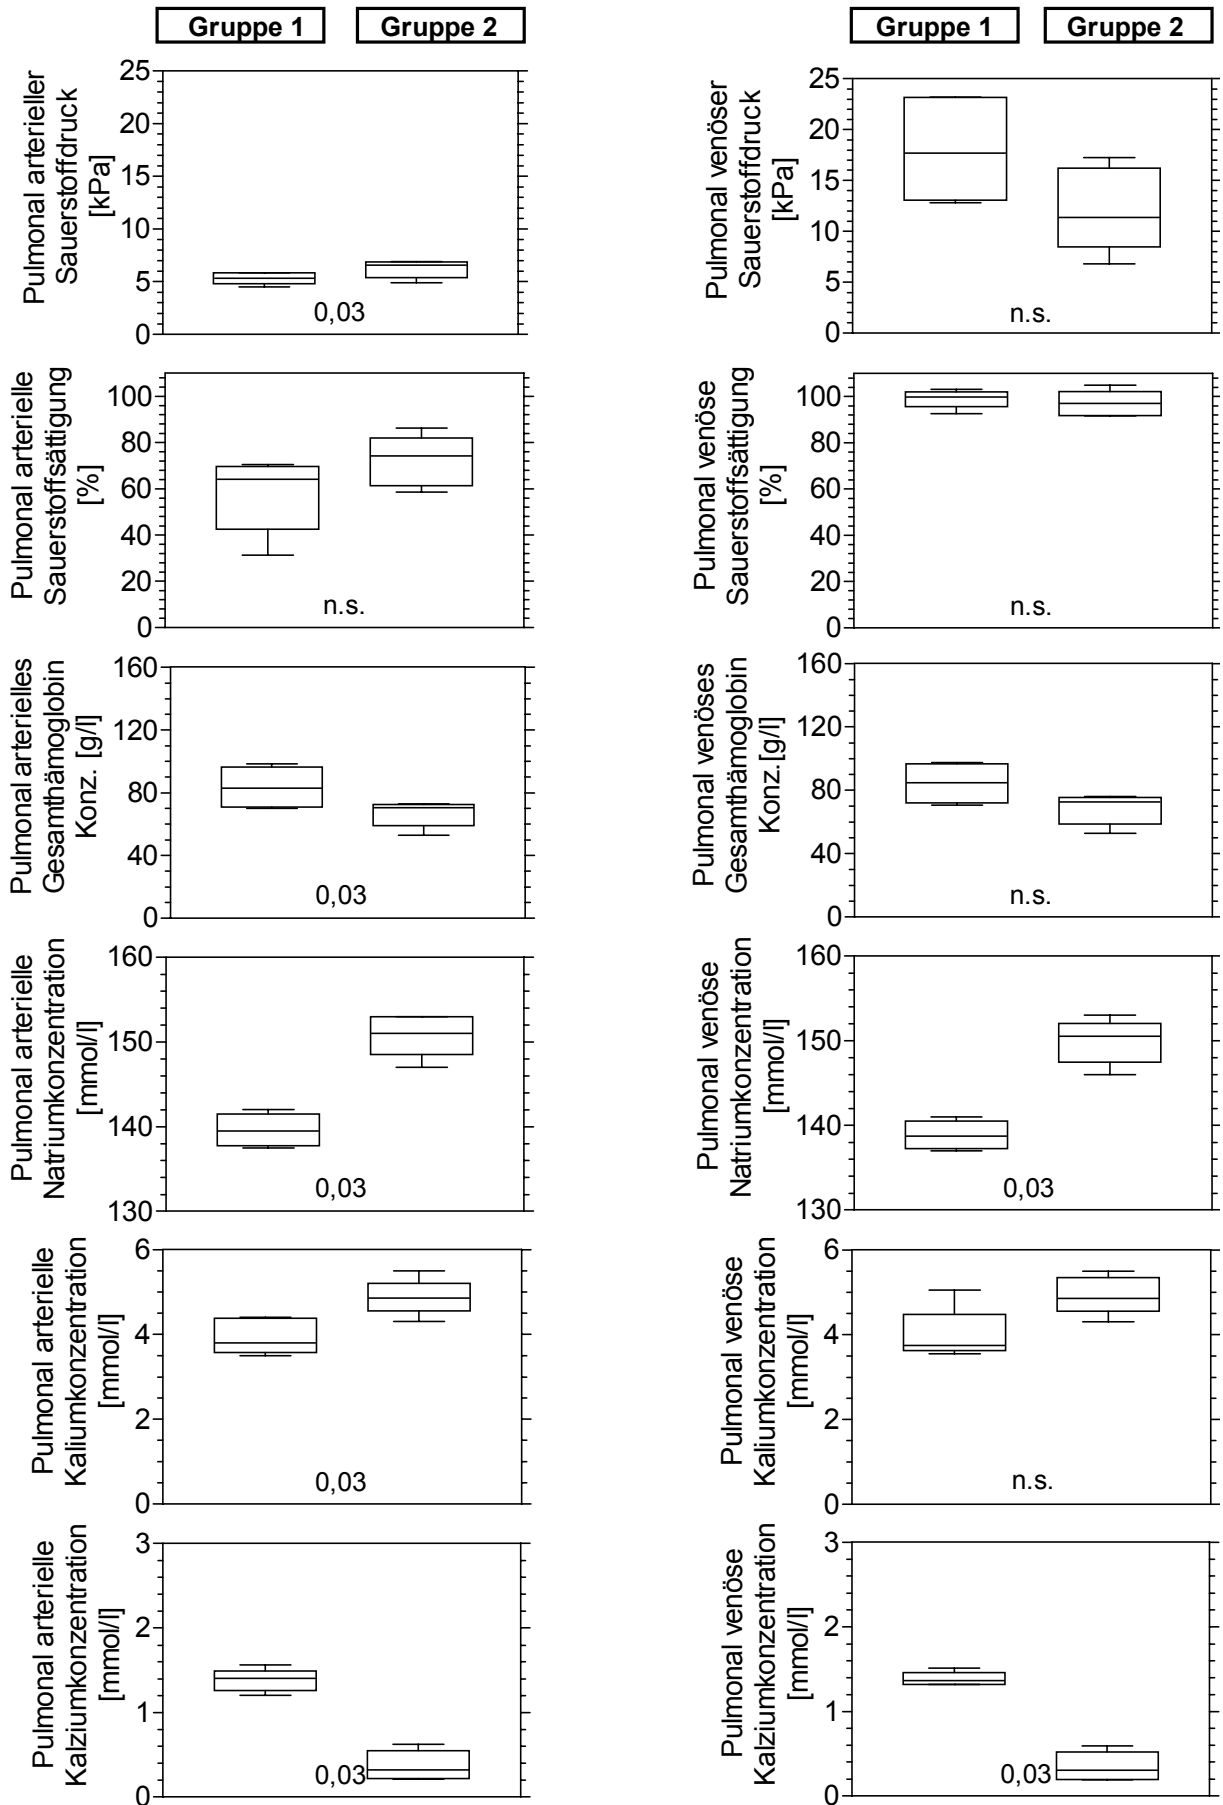 Gruppe 1
Gruppe 2
Gruppe 1
Gruppe 2
Pulmonal arterieller
Sauerstoffdruck
[kPa]
25
20
15
10
5
0
0,03
Pulmonal venöser
Sauerstoffdruck
[kPa]
25
20
15
10
5
0
n.s.
Pulmonal arterielle
Sauerstoffsättigung
[%]
100
80
60
40
20
0
n.s.
Pulmonal venöse
Sauerstoffsättigung
[%]
100
80
60
40
20
0
n.s.
Pulmonal arterielles
Gesamthämoglobin
Konz. [g/l]
160
120
80
40
0
0,03
Pulmonal venöses
Gesamthämoglobin
Konz.[g/l]
160
120
80
40
0
n.s.
Pulmonal arterielle
Natriumkonzentration
[mmol/l]
160
150
140
130
0,03
Pulmonal venöse
Natriumkonzentration
[mmol/l]
160
150
140
130
0,03
Pulmonal arterielle
Kaliumkonzentration
[mmol/l]
6
4
2
0
0,03
Pulmonal venöse
Kaliumkonzentration
[mmol/l]
6
4
2
0
n.s.
Pulmonal arterielle
Kalziumkonzentration
[mmol/l]
3
2
1
0
0,03
Pulmonal venöse
Kalziumkonzentration
[mmol/l]
3
2
1
0
0,03